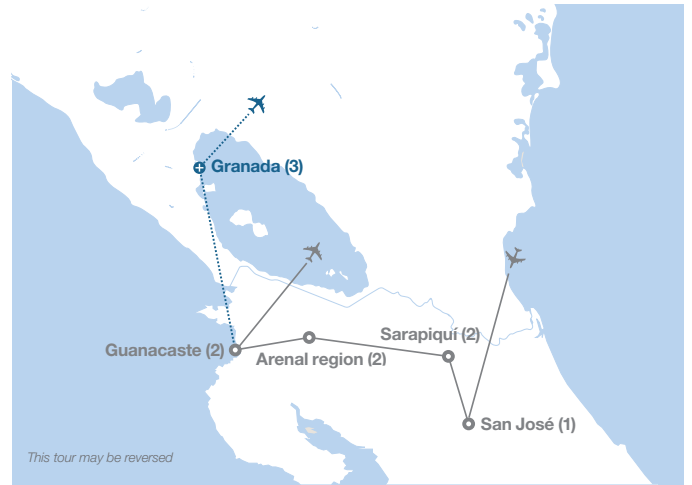 Granada (3)
Sarapiquí (2)
Guanacaste (2)
Arenal region (2)
San José (1)
This tour may be reversed